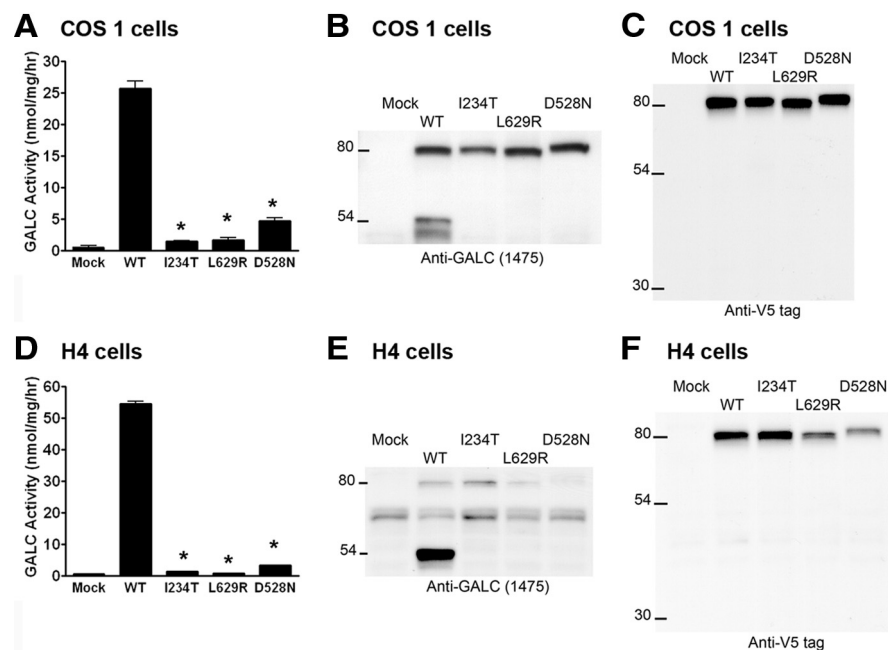 A COS 1 cells
GALC Activity (nmol/mg/hr)
30
25
20
15
10
5
0
* * *
Mock WT I234T L629R D528N
B COS 1 cells
Mock I234T D528N
WT L629R
80
54
Anti-GALC (1475)
C COS 1 cells
Mock I234T D528N
WT L629R
80
54
30
Anti-V5 tag
D H4 cells
GALC Activity (nmol/mg/hr)
60
50
40
30
20
10
0
* * *
Mock WT I234T L629R D528N
E H4 cells
Mock I234T D528N
WT L629R
80
54
Anti-GALC (1475)
F H4 cells
Mock I234T D528N
WT L629R
80
54
30
Anti-V5 tag